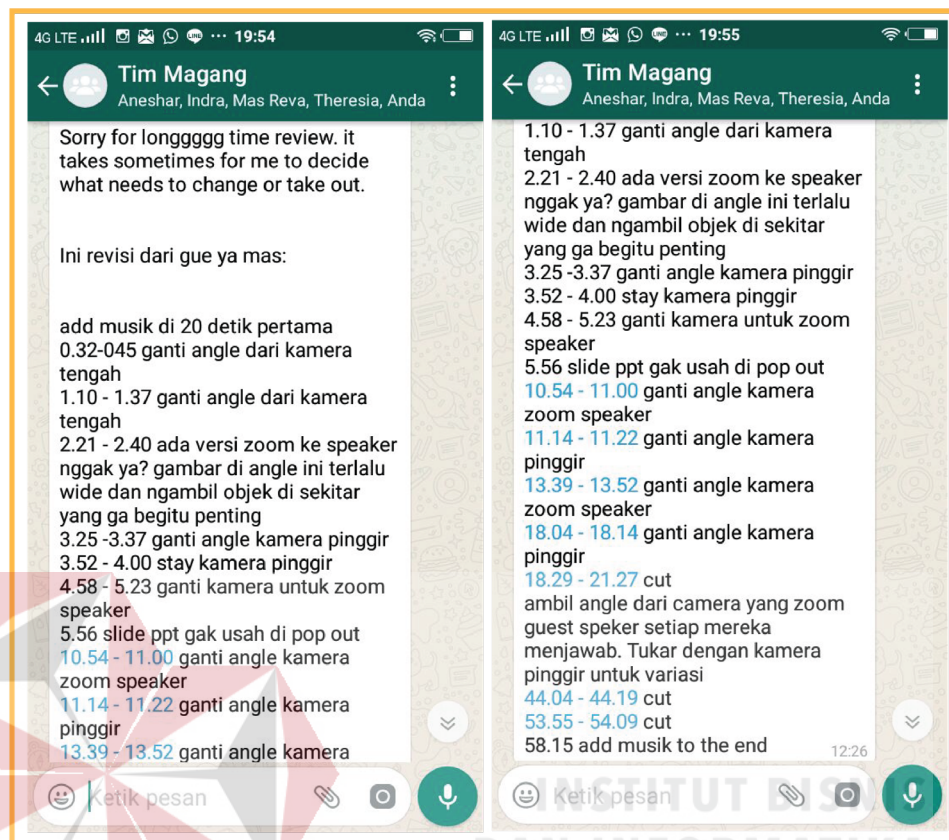 4G LTE 19:54
Tim Magang
Aneshar, Indra, Mas Reva, Theresia, Anda
Sorry for longgggg time review. it
takes sometimes for me to decide
what needs to change or take out.
Ini revisi dari gue ya mas:
add musik di 20 detik pertama
0.32-045 ganti angle dari kamera
tengah
1.10 - 1.37 ganti angle dari kamera
tengah
2.21 - 2.40 ada versi zoom ke speaker
nggak ya? gambar di angle ini terlalu
wide dan ngambil objek di sekitar
yang ga begitu penting
3.25 -3.37 ganti angle kamera pinggir
3.52 - 4.00 stay kamera pinggir
4.58 - 5.23 ganti kamera untuk zoom
speaker
5.56 slide ppt gak usah di pop out
10.54 - 11.00 ganti angle kamera
zoom speaker
11.14 - 11.22 ganti angle kamera
pinggir
13.39 - 13.52 ganti angle kamera
Ketik pesan
4G LTE 19:55
Tim Magang
Aneshar, Indra, Mas Reva, Theresia, Anda
1.10 - 1.37 ganti angle dari kamera
tengah
2.21 - 2.40 ada versi zoom ke speaker
nggak ya? gambar di angle ini terlalu
wide dan ngambil objek di sekitar
yang ga begitu penting
3.25 -3.37 ganti angle kamera pinggir
3.52 - 4.00 stay kamera pinggir
4.58 - 5.23 ganti kamera untuk zoom
speaker
5.56 slide ppt gak usah di pop out
10.54 - 11.00 ganti angle kamera
zoom speaker
11.14 - 11.22 ganti angle kamera
pinggir
13.39 - 13.52 ganti angle kamera
zoom speaker
18.04 - 18.14 ganti angle kamera
pinggir
18.29 - 21.27 cut
ambil angle dari camera yang zoom
guest speker setiap mereka
menjawab. Tukar dengan kamera
pinggir untuk variasi
44.04 - 44.19 cut
53.55 - 54.09 cut
58.15 add musik to the end
12:26
Ketik pesan
INSTITUT BISNIS